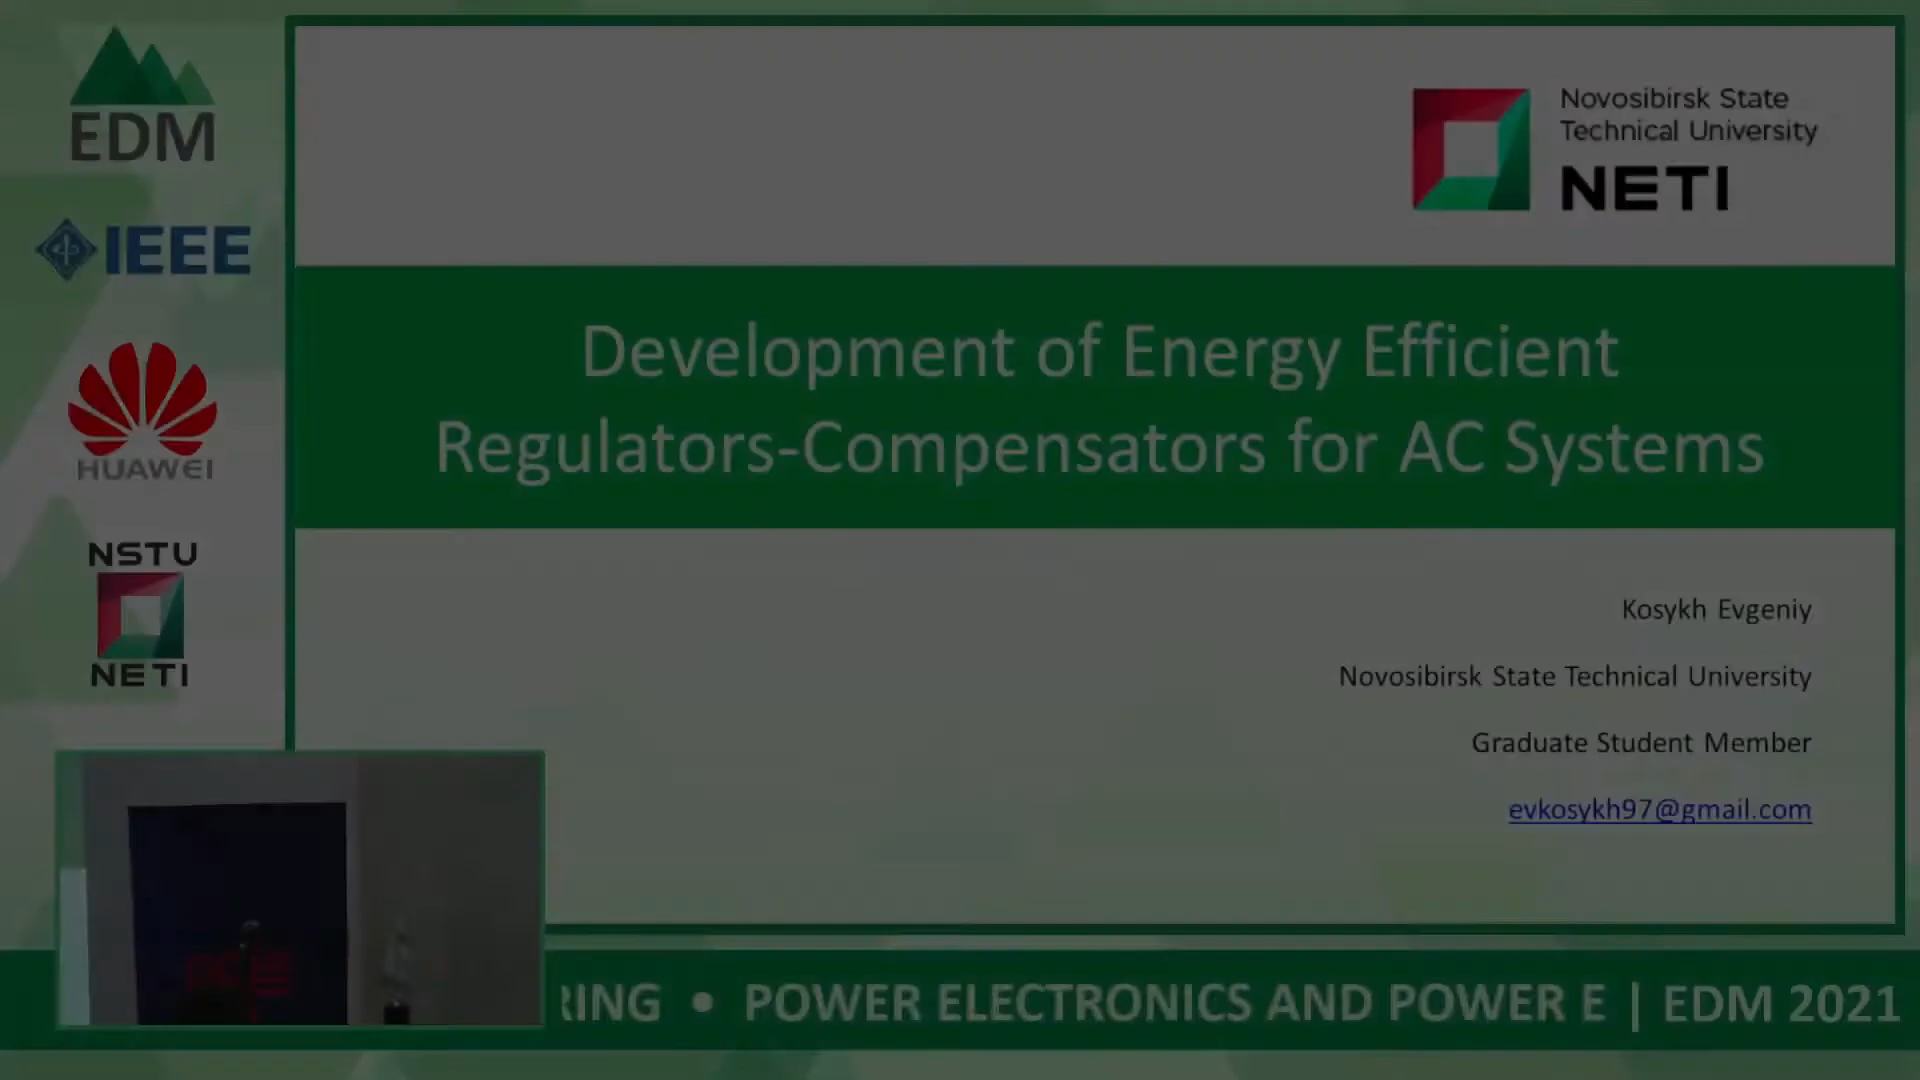 EDM
IEEE
HUAWEI
NSTU
NETI
Novosibirsk State
Technical University
NETI
Development of Energy Efficient
Regulators-Compensators for AC Systems
Kosykh Evgeniy
Novosibirsk State Technical University
Graduate Student Member
evkosykh97@gmail.com
RING • POWER ELECTRONICS AND POWER E | EDM 2021